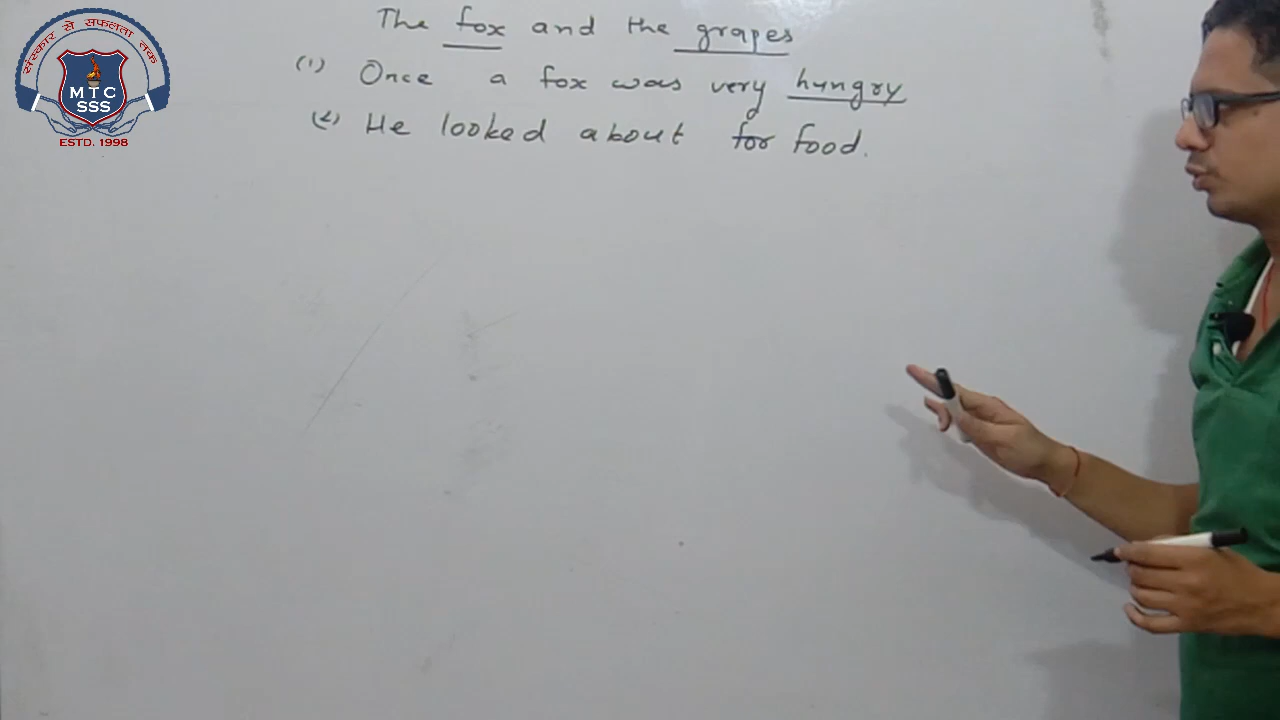 संस्कार से सफलता तक
MTC
SSS
ESTD. 1998
The fox and the grapes
(1) Once a fox was very hungry
(2) He looked about for food.